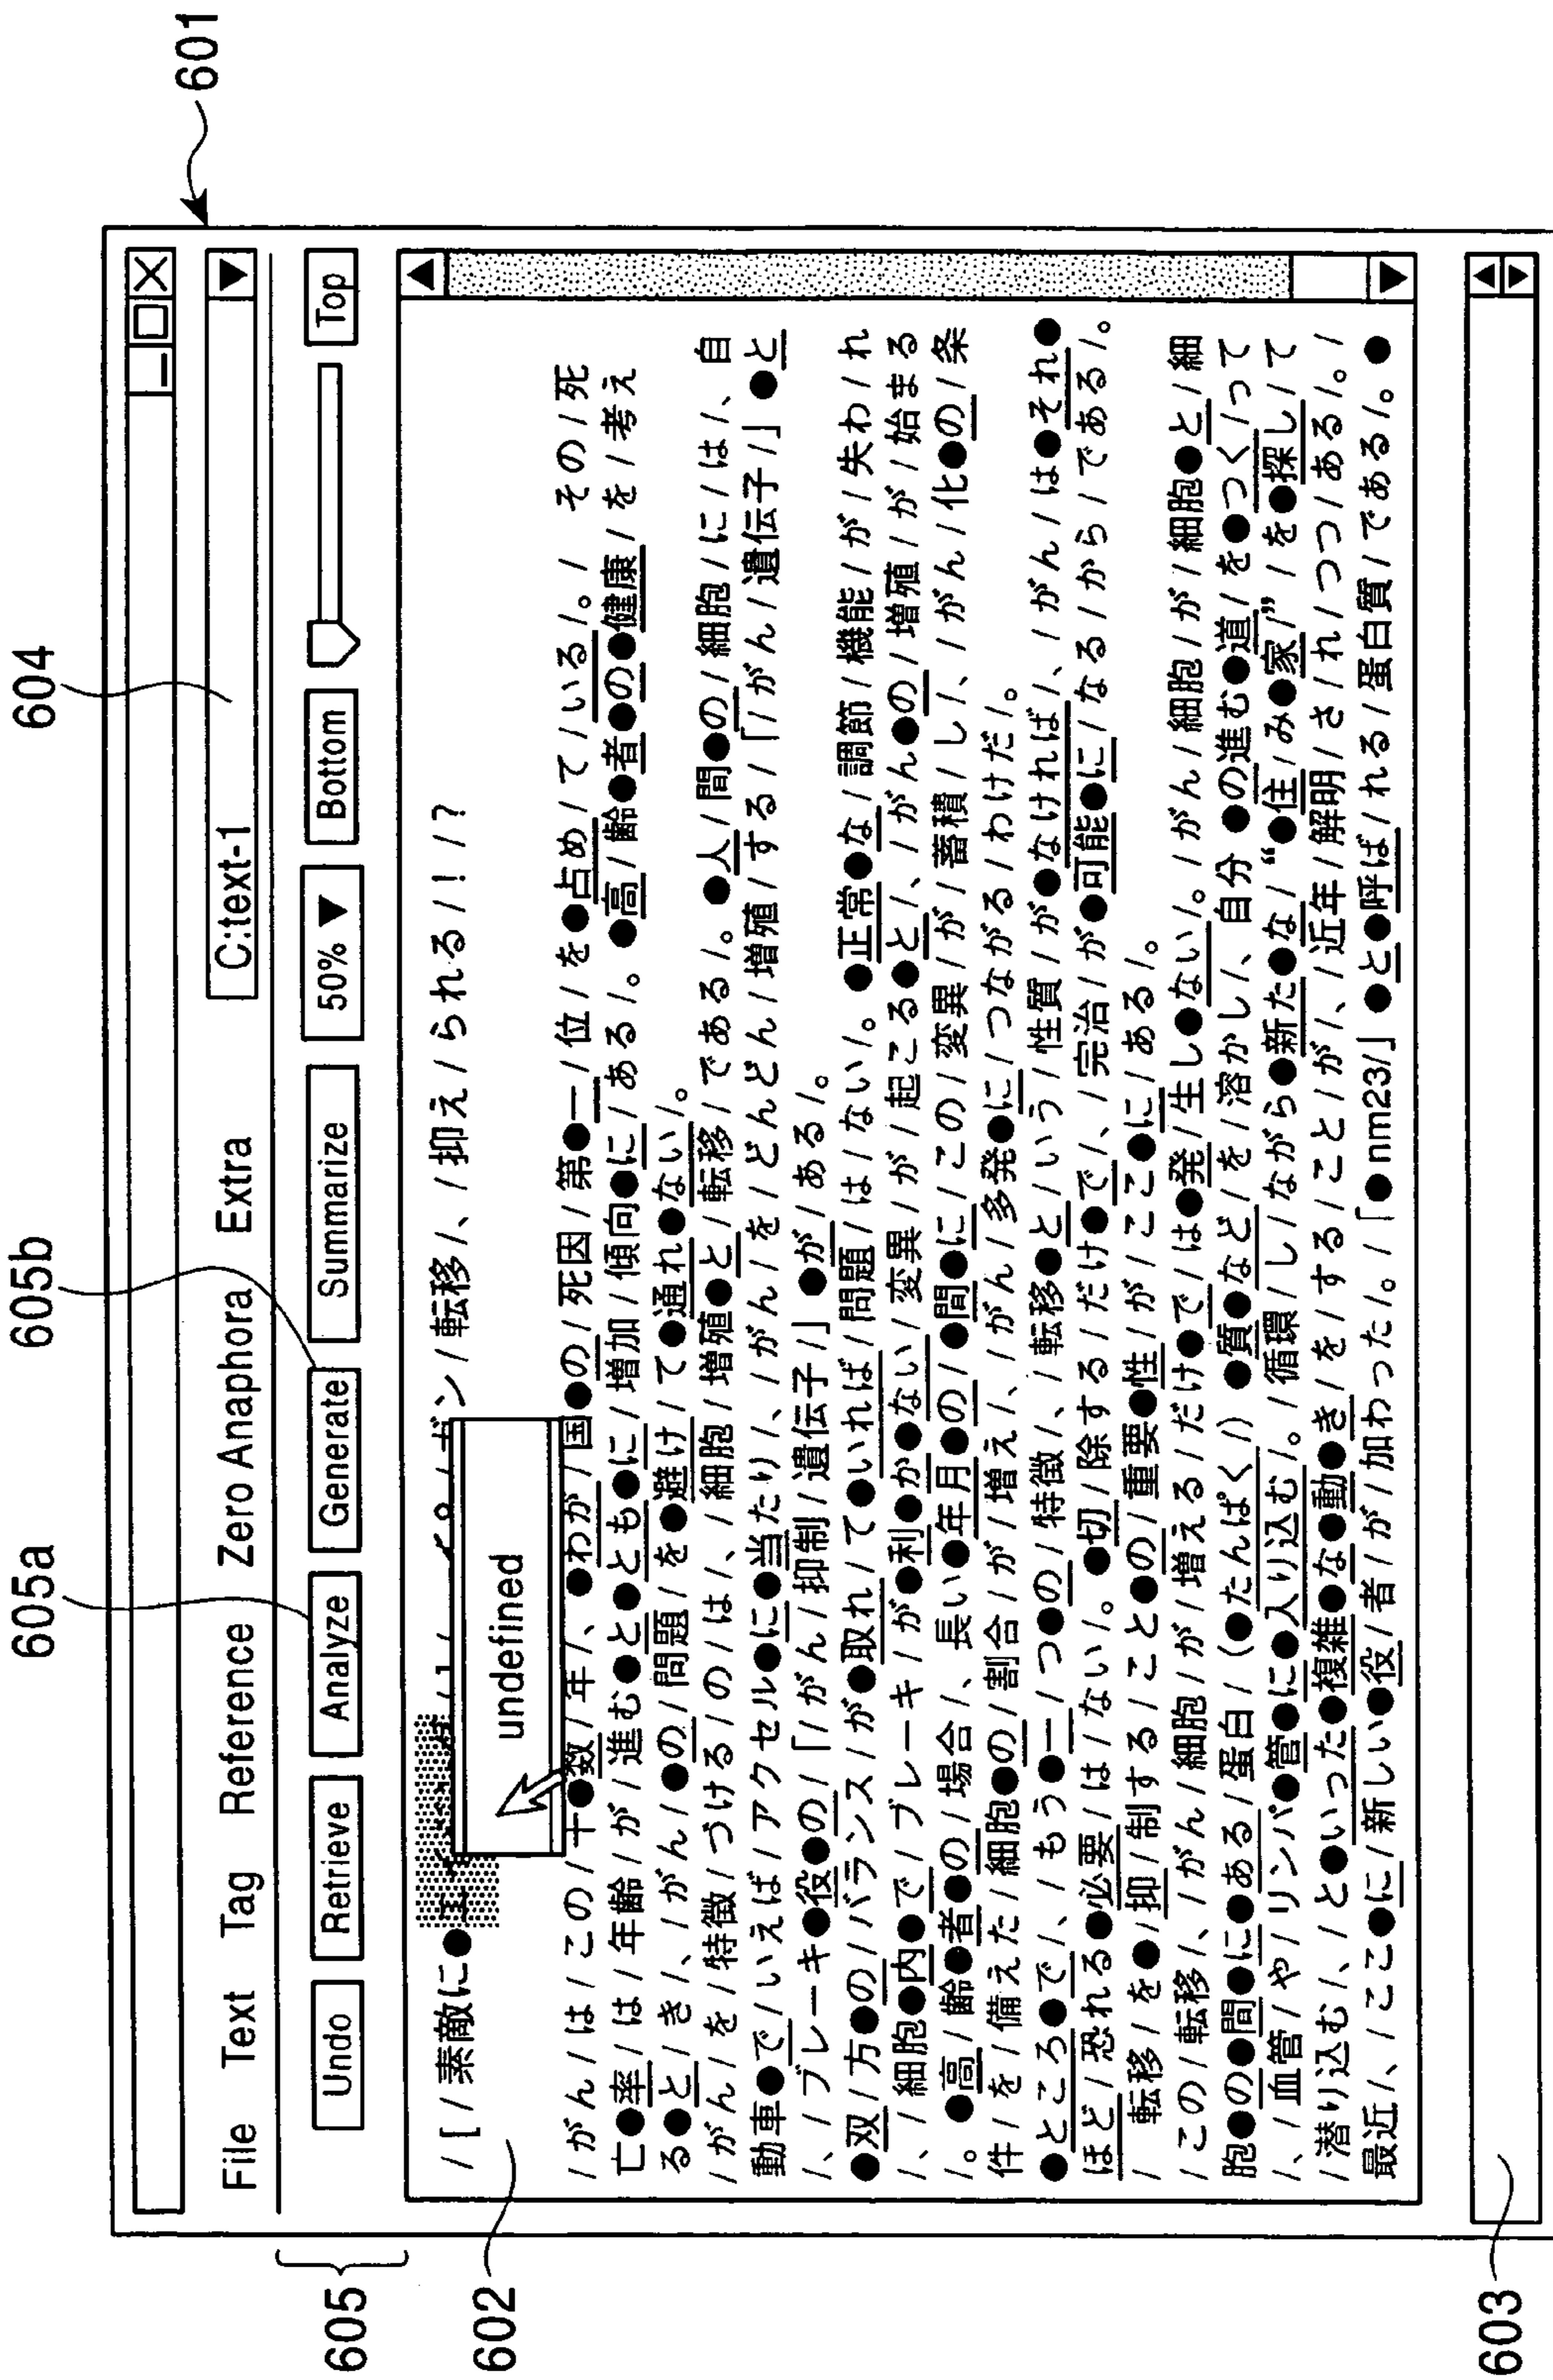 601
604
C:text-1
605b
605a
File Text Tag Reference Zero Anaphora Extra
605
Undo Retrieve Analyze Generate Summarize 50% ▼ Bottom Top
602
/［/素敵に●
ガン/転移/、/抑え/られる/！/？
undefined
/がん/は/この/十●数/年/、●わが/国●の/死因/第●一/位/を●占め/て/いる/。/ その/死
亡●率/は/年齢/が/進む●と●とも●に/増加/傾向●に/ある/。●高/齢●者●の●健康/を/考え
る●と/き/、/がん/●の/問題/を●避け/て●通れ●ない/。
/がん/を/特徴/づける/の/は/、/細胞/増殖●と/転移/である/。●人/間●の/細胞/に/は/、自
動車●で/いえば/アクセル●に●当たり/、/がん/を/どんどん/増殖/する/「/がん/遺伝子/」●と
/、/ブレーキ●役●の/「/がん/抑制/遺伝子/」●が/ある/。
●双/方●の/バランス/が●取れ/て●いれば/問題/は/ない/。●正常●な/調節/機能/が/失わ/れ
/、/細胞●内●で/ブレーキ/が●利●か●ない/変異/が/起こる●と/、/がん●の/増殖/が/始まる
/。●高/齢●者●の/場合/、長い●年月●の/●間●に/この/変異/が/蓄積/し/、/がん/化●の/条
件/を/備えた/細胞●の/割合/が/増え/、/がん/多発●に/つながる/わけだ/。
●ところ●で/、/もう●一/つ●の/特徴/、/転移●と/いう/性質/が●なければ/、/がん/は●それ●
ほど/恐れる●必要/は/ない/。●切/除する/だけ●で/、/完治/が●可能●に/なる/から/である/。
/ 転移/を●/抑/制する/こと●の/重要●性/が/ここ●に/ある/。
/この/転移/、/がん/細胞/が/増える/だけ●で/は●発/生し●ない/。/がん/細胞/が/細胞●と/細
胞●の●間●に●ある/蛋白/(●たんぱく/) ●質●など/を/溶かし/、自分 ●の進む●道/を●つく/って
/、/血管/や/リンパ●管●に●入り込む/。/循環/し/ながら●新た●な/“●住/み●家/”/を●探し/て
/潜り込む/、/と●いった●複雑●な●動●き/を/する/こと/が/、/近年/解明/さ/れ/つつ/ある/。/
最近/、/ここ●に/新しい●役/者/が/加わった/。/「●nm23/」●と●呼ば/れる/蛋白質/である/。●
603